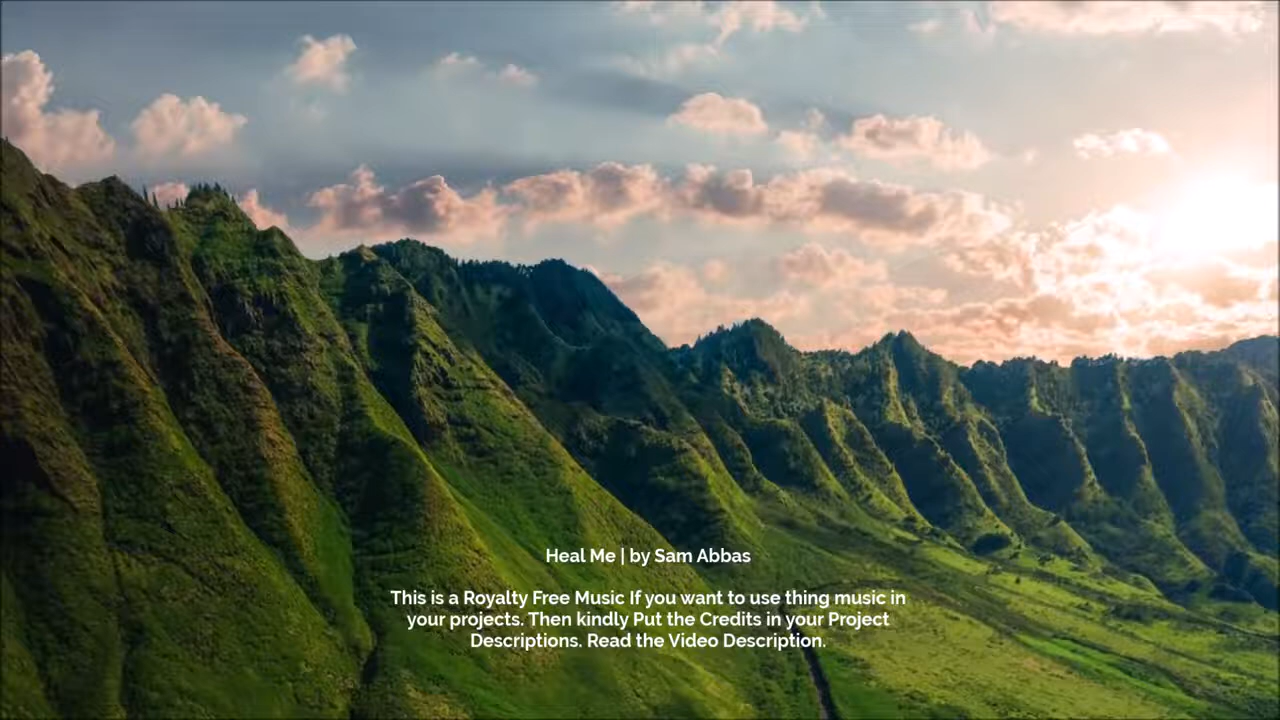 Heal Me | by Sam Abbas
This is a Royalty Free Music If you want to use thing music in
your projects. Then kindly Put the Credits in your Project
Descriptions. Read the Video Description.